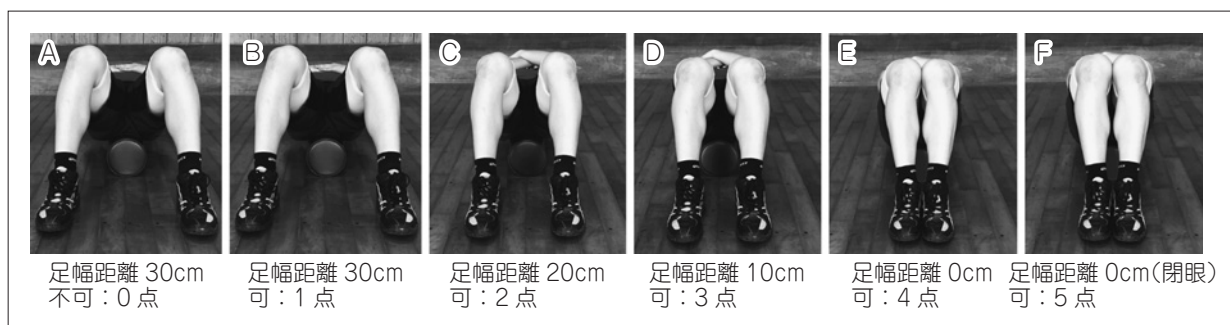 A
B
C
D
E
F
足幅距離 30cm
不可：0 点
足幅距離 30cm
可：1 点
足幅距離 20cm
可：2 点
足幅距離 10cm
可：3 点
足幅距離 0cm
可：4 点
足幅距離 0cm（閉眼）
可：5 点